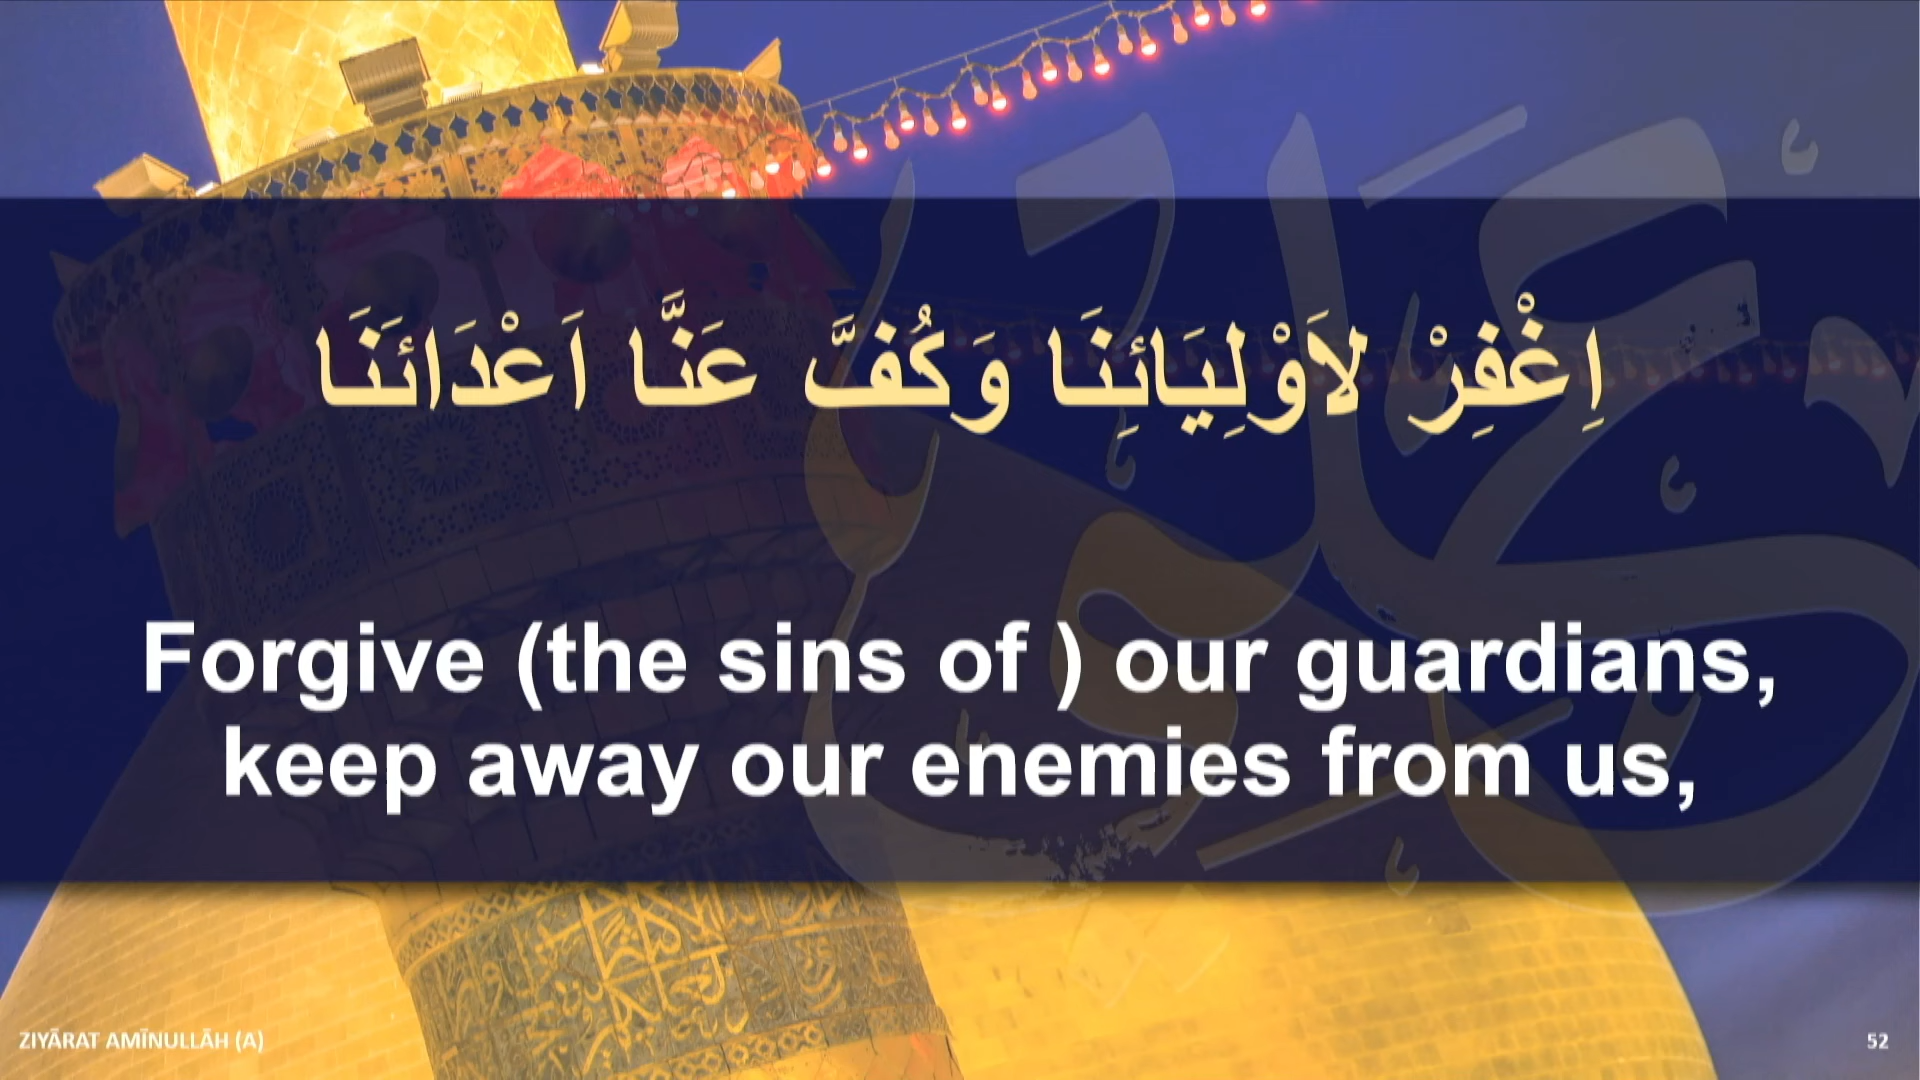 اِغْفِرْ لاَوْلِيَائِنَا وَكُفَّ عَنَّا اَعْدَائَنَا
Forgive (the sins of ) our guardians,
keep away our enemies from us,
ZIYĀRAT AMĪNULLĀH (A)
52